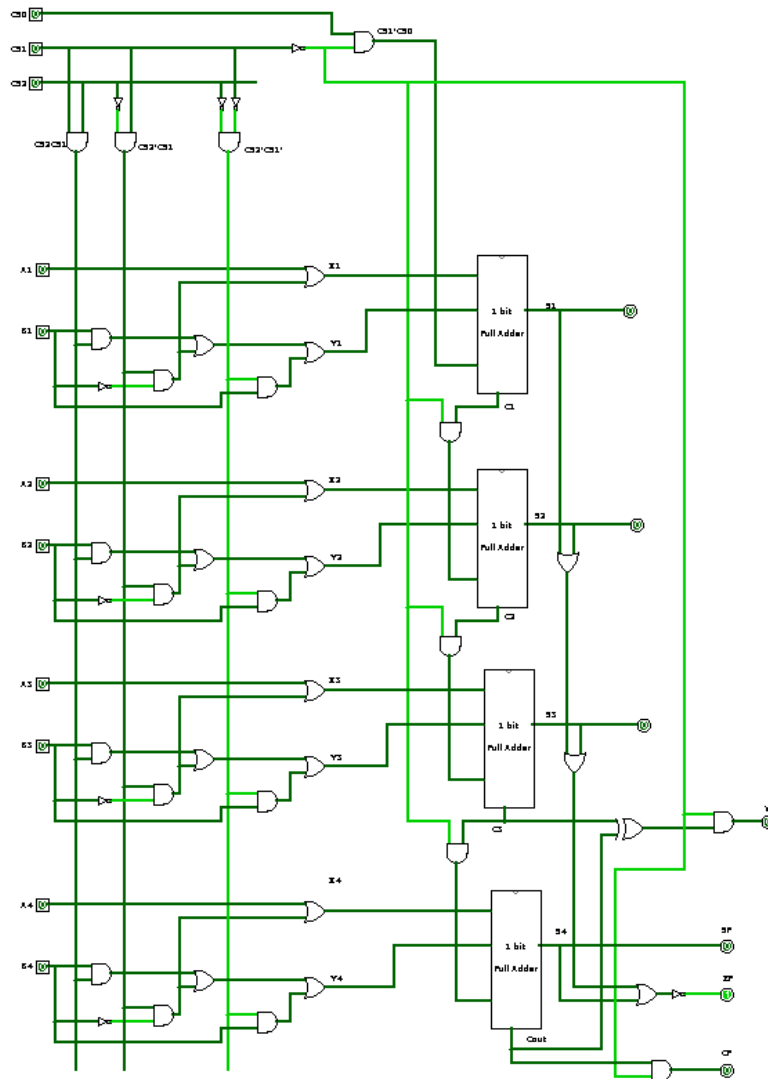 CS0
CS1'CS0
CS1
CS2
CS2CS1
CS2'CS1
CS2'CS1'
A1
X1
1 bit
Full Adder
S1
B1
Y1
C1
A2
X2
1 bit
Full Adder
S2
B2
Y2
C2
A3
X3
1 bit
Full Adder
S3
B3
Y3
X4
A4
1 bit
Full Adder
S4
SF
B4
Y4
ZF
Cout
CF